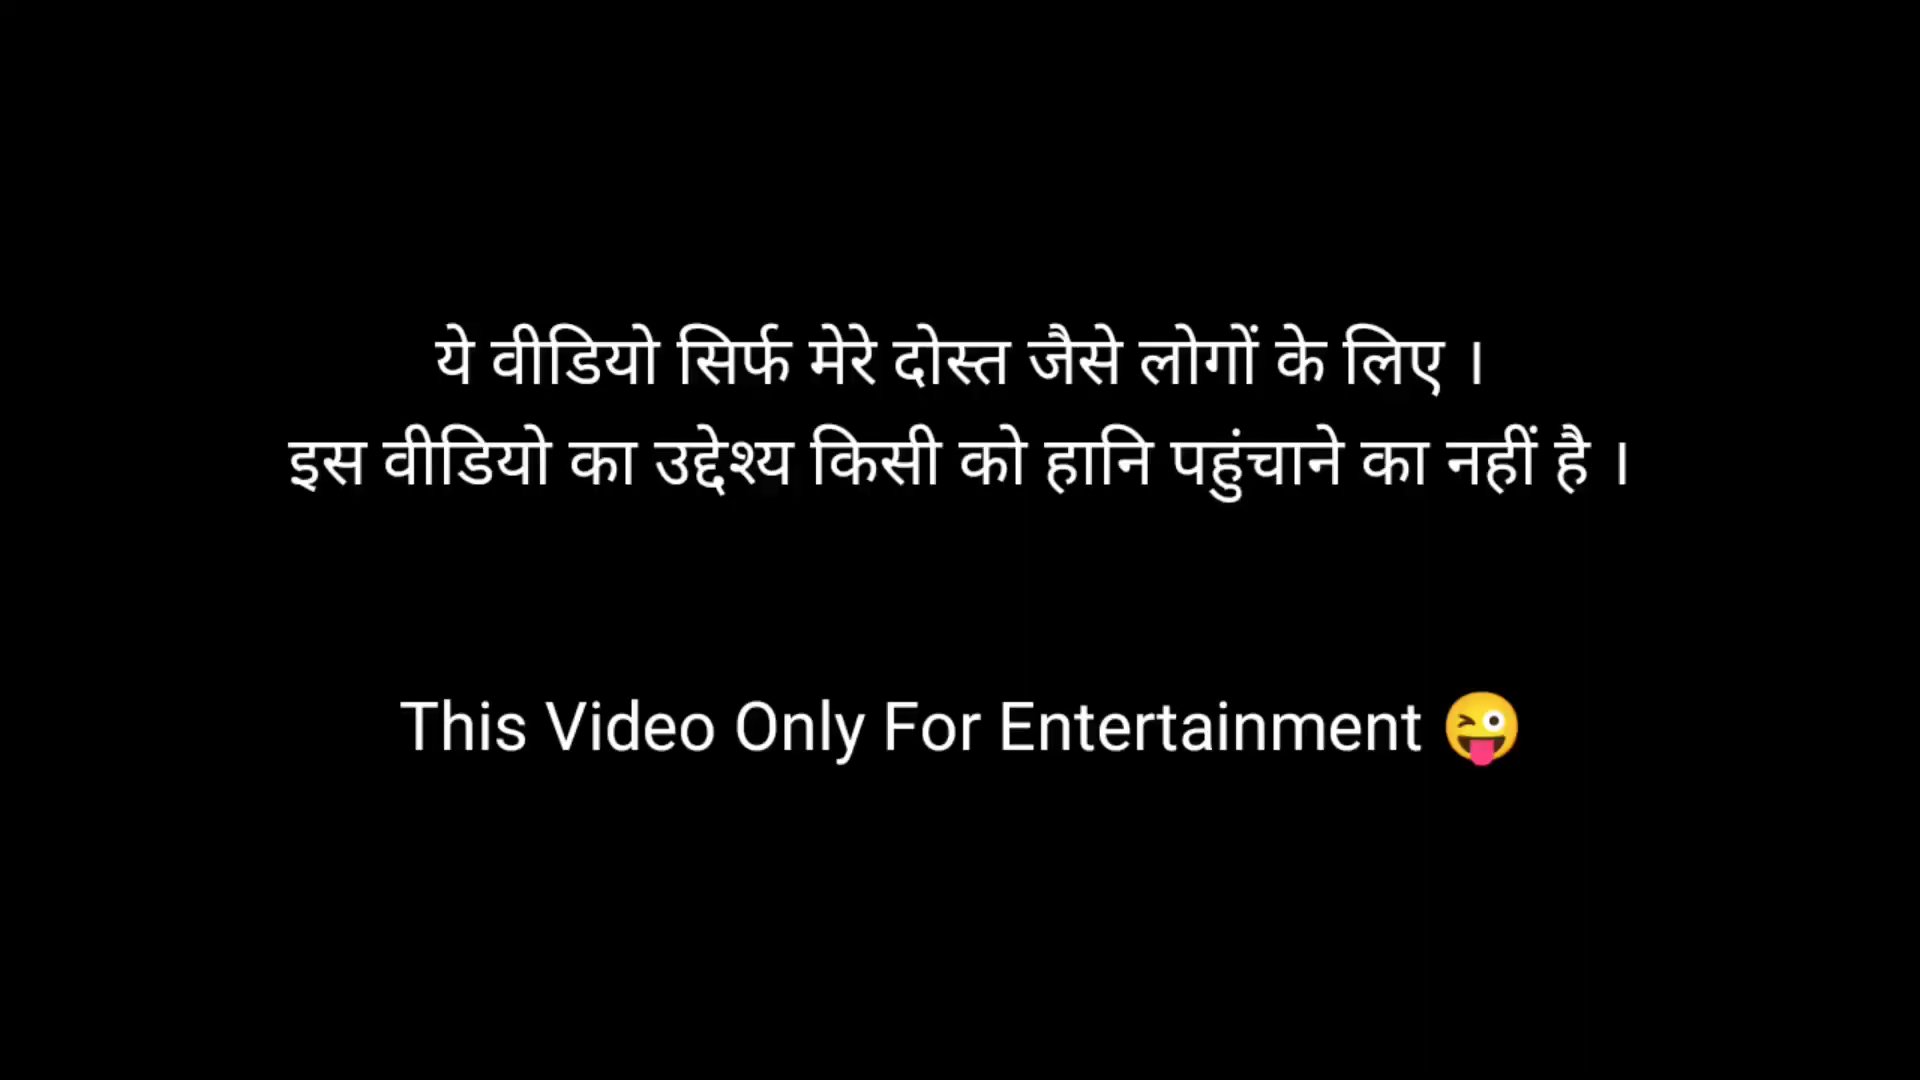 ये वीडियो सिर्फ मेरे दोस्त जैसे लोगों के लिए ।
इस वीडियो का उद्देश्य किसी को हानि पहुंचाने का नहीं है ।
This Video Only For Entertainment 😜